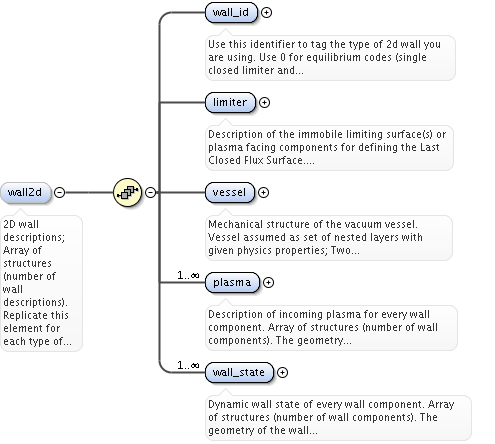 wall_id
Use this identifier to tag the type of 2d wall you
are using. Use 0 for equilibrium codes (single
closed limiter and...
limiter
Description of the immobile limiting surface(s) or
plasma facing components for defining the Last
Closed Flux Surface....
wall2d
2D wall
descriptions;
Array of
structures
(number of
wall
descriptions).
Replicate this
element for
each type of...
vessel
Mechanical structure of the vacuum vessel.
Vessel assumed as set of nested layers with
given physics properties; Two...
1..∞
plasma
Description of incoming plasma for every wall
component. Array of structures (number of wall
components). The geometry...
1..∞
wall_state
Dynamic wall state of every wall component. Array
of structures (number of wall components). The
geometry of the wall...